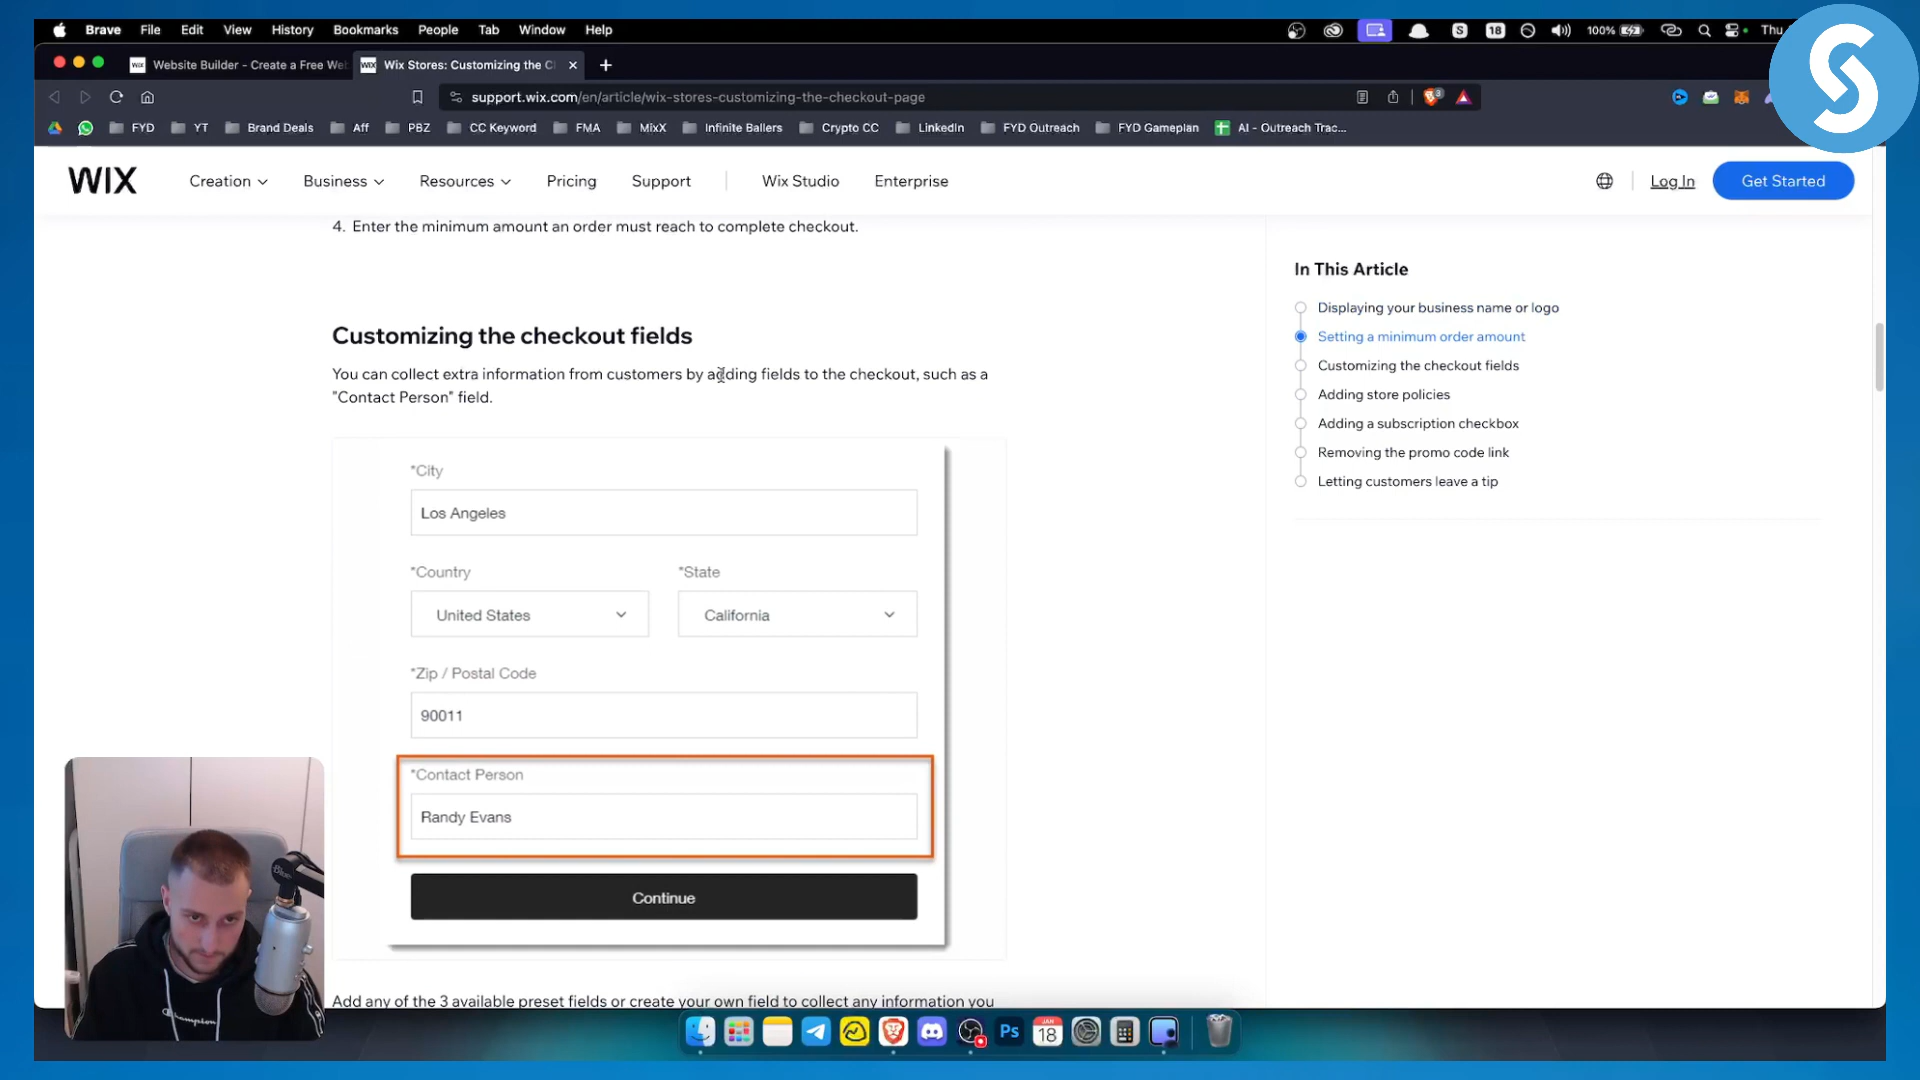 Brave File Edit View History Bookmarks People Tab Window Help 18 100% Thu
WIX Website Builder - Create a Free We
WIX Wix Stores: Customizing the C
support.wix.com/en/article/wix-stores-customizing-the-checkout-page
FYD YT Brand Deals Aff PBZ CC Keyword FMA MixX Infinite Ballers Crypto CC LinkedIn FYD Outreach FYD Gameplan AI - Outreach Trac...
WIX Creation Business Resources Pricing Support Wix Studio Enterprise Log In Get Started
4. Enter the minimum amount an order must reach to complete checkout.
Customizing the checkout fields
You can collect extra information from customers by adding fields to the checkout, such as a
"Contact Person" field.
*City
Los Angeles
*Country *State
United States California
*Zip / Postal Code
90011
*Contact Person
Randy Evans
Continue
Add any of the 3 available preset fields or create your own field to collect any information you
In This Article
Displaying your business name or logo
Setting a minimum order amount
Customizing the checkout fields
Adding store policies
Adding a subscription checkbox
Removing the promo code link
Letting customers leave a tip
Champion
Ps
JAN
18